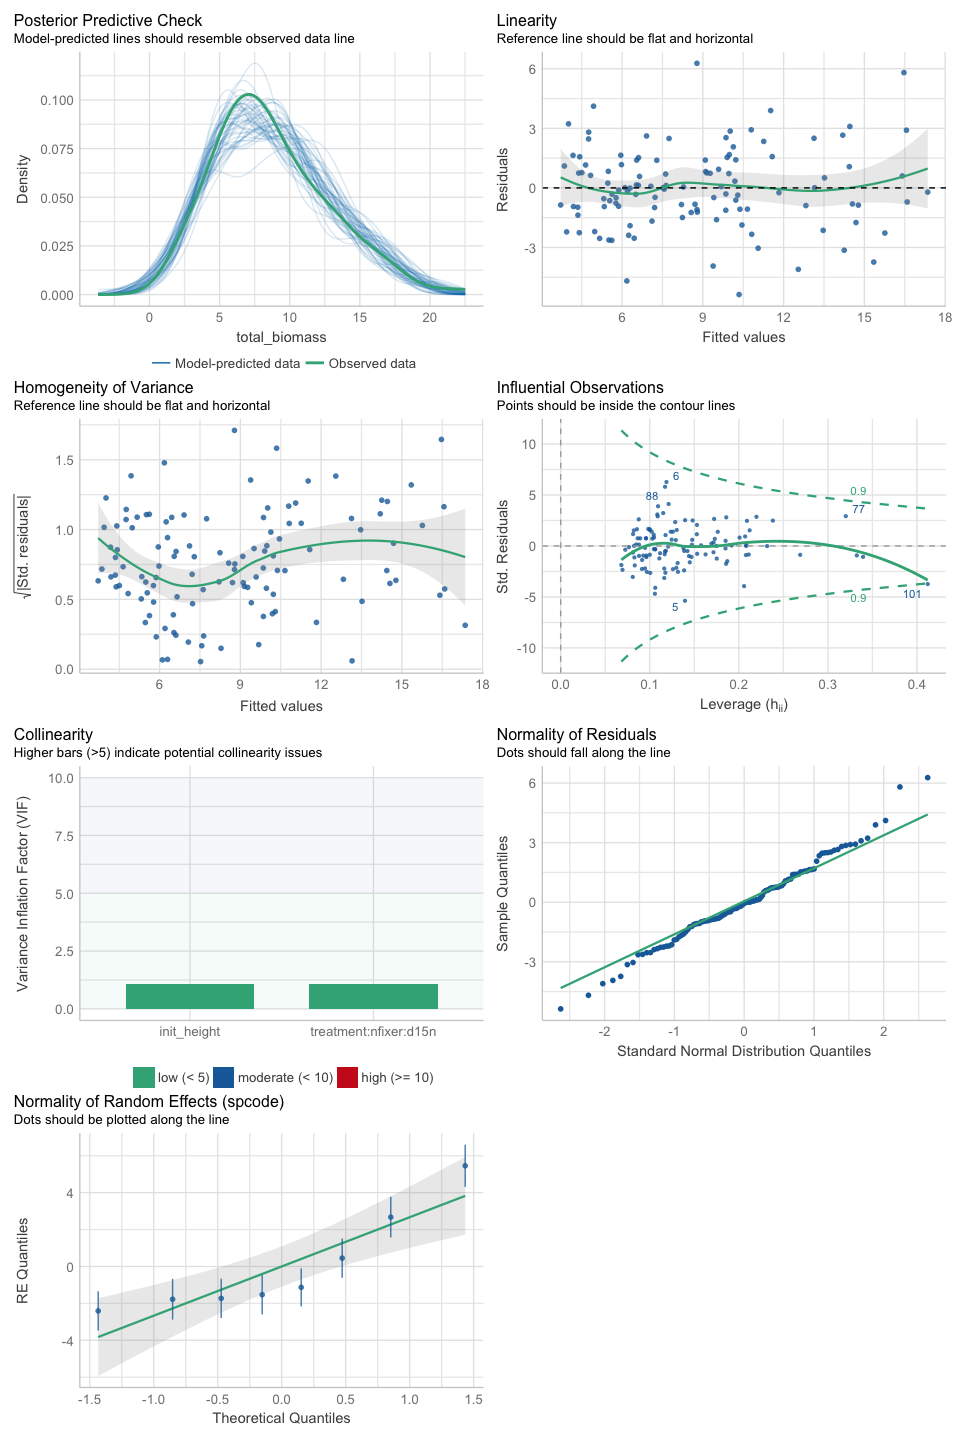 Posterior Predictive Check
Model-predicted lines should resemble observed data line
Density
0.100
0.075
0.050
0.025
0.000
0
5
10
15
20
total_biomass
Model-predicted data
Observed data
Linearity
Reference line should be flat and horizontal
Residuals
6
3
0
-3
6
9
12
15
18
Fitted values
Homogeneity of Variance
Reference line should be flat and horizontal
√|Std. residuals|
1.5
1.0
0.5
0.0
6
9
12
15
18
Fitted values
Influential Observations
Points should be inside the contour lines
Std. Residuals
10
5
0
-5
-10
6
88
0.9
77
5
0.9
101
0.0
0.1
0.2
0.3
0.4
Leverage (hii)
Collinearity
Higher bars (>5) indicate potential collinearity issues
Variance Inflation Factor (VIF)
10.0
7.5
5.0
2.5
0.0
init_height
treatment:nfixer:d15n
low (< 5)
moderate (< 10)
high (>= 10)
Normality of Residuals
Dots should fall along the line
Sample Quantiles
6
3
0
-3
-2
-1
0
1
2
Standard Normal Distribution Quantiles
Normality of Random Effects (spcode)
Dots should be plotted along the line
RE Quantiles
4
0
-4
-1.5
-1.0
-0.5
0.0
0.5
1.0
1.5
Theoretical Quantiles